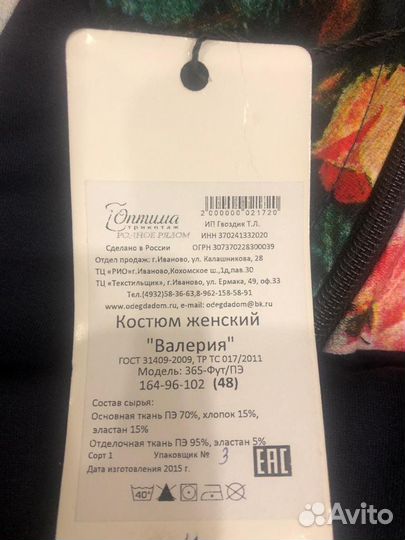 Оптима
трикотаж
РОДНОЕ РЯДОМ
Сделано в России
2 000000 021720
ИП Гвоздик Т.Л.
ИНН 370241332020
ОГРН 307370228300039
Отдел продаж: г.Иваново, ул. Калашникова, 28
ТЦ «РИО»г.Иваново,Кохомское ш.,1д,пав.30
ТЦ «Текстильщик», г.Иваново, ул. Ермака, 49, оф.33
Тел.(4932)58-36-63,8-962-158-58-91
www.odegdadom.ru, e-mail: odegdadom@bk.ru
Костюм женский
"Валерия"
ГОСТ 31409-2009, ТР ТС 017/2011
Модель: 365-Фут/ПЭ
164-96-102 (48)
Состав сырья:
Основная ткань ПЭ 70%, хлопок 15%,
эластан 15%
Отделочная ткань ПЭ 95%, эластан 5%
Сорт 1 Упаковщик № 3
Дата изготовления 2015 г.
EAC
40°
Avito